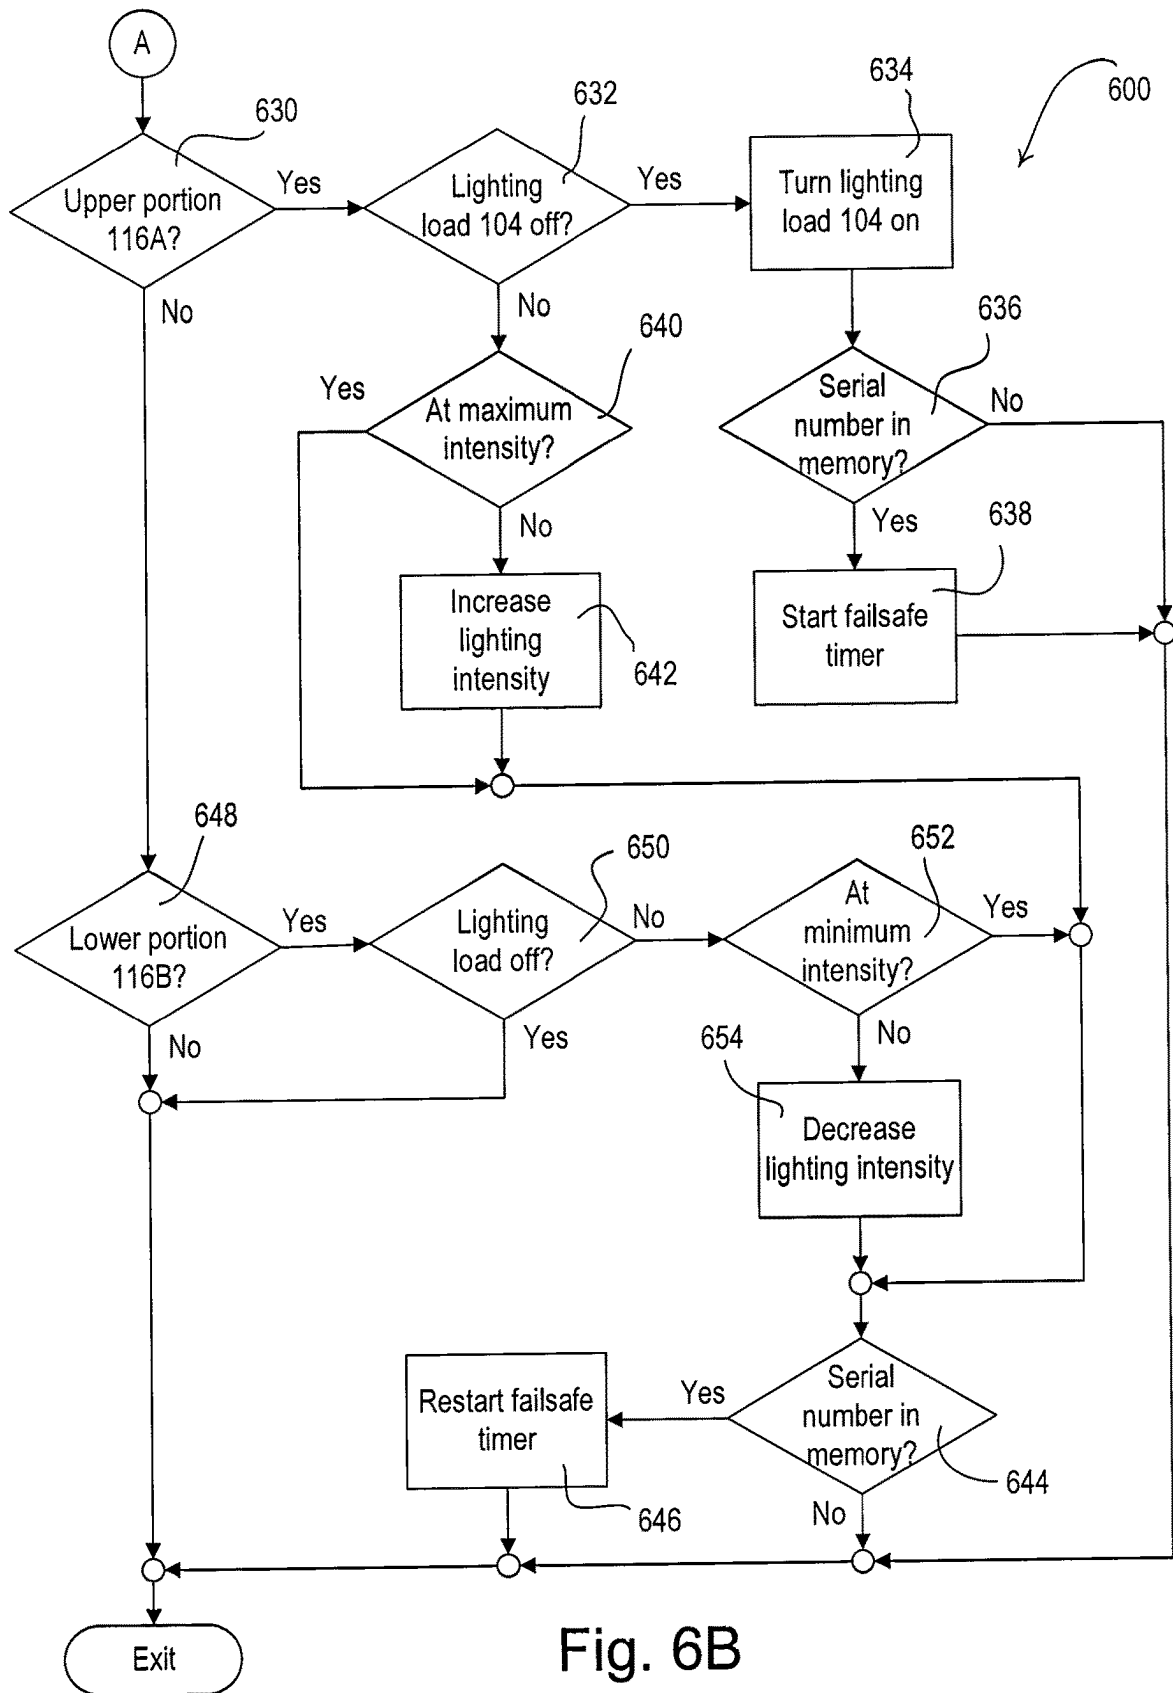 A
600
630
Upper portion
116A?
Yes
No
632
Lighting
load 104 off?
Yes
No
634
Turn lighting
load 104 on
636
Serial
number in
memory?
No
Yes
638
Start failsafe
timer
640
At maximum
intensity?
Yes
No
Increase
lighting
intensity
642
648
Lower portion
116B?
Yes
No
650
Lighting
load off?
No
Yes
652
At
minimum
intensity?
Yes
No
654
Decrease
lighting intensity
Serial
number in
memory?
644
Yes
No
Restart failsafe
timer
646
Exit
Fig. 6B